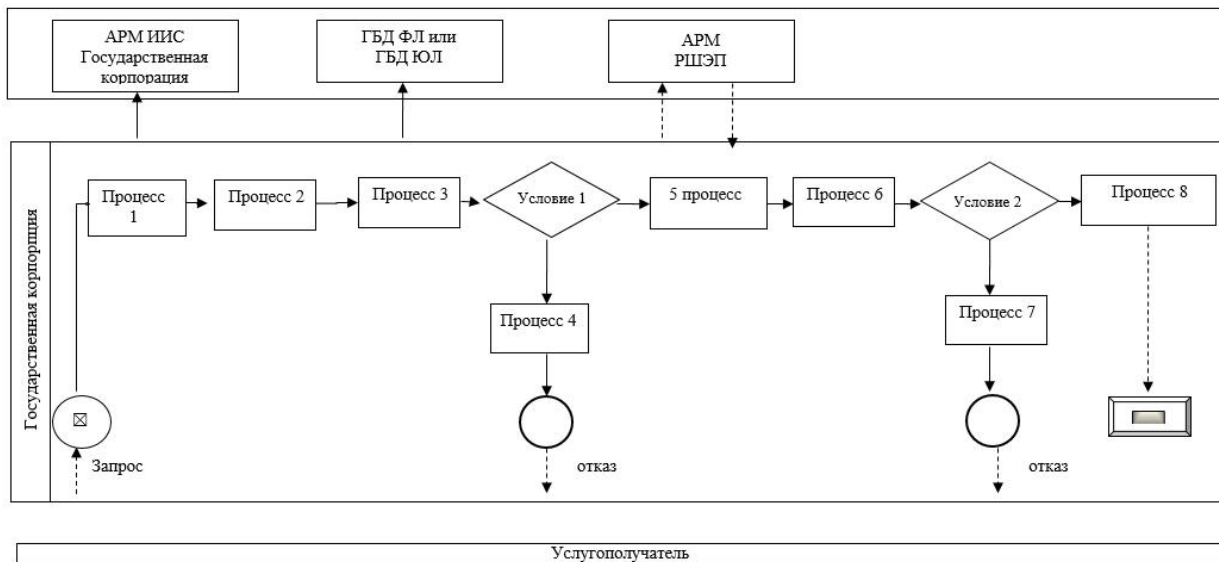 АРМ ИИС
Государственная
корпорация
ГБД ФЛ или
ГБД ЮЛ
АРМ
РШЭП
Государственная корпорпция
Процесс
1
Процесс 2
Процесс 3
Условие 1
5 процесс
Процесс 6
Условие 2
Процесс 8
Процесс 4
Процесс 7
Запрос
отказ
отказ
Услугополучатель